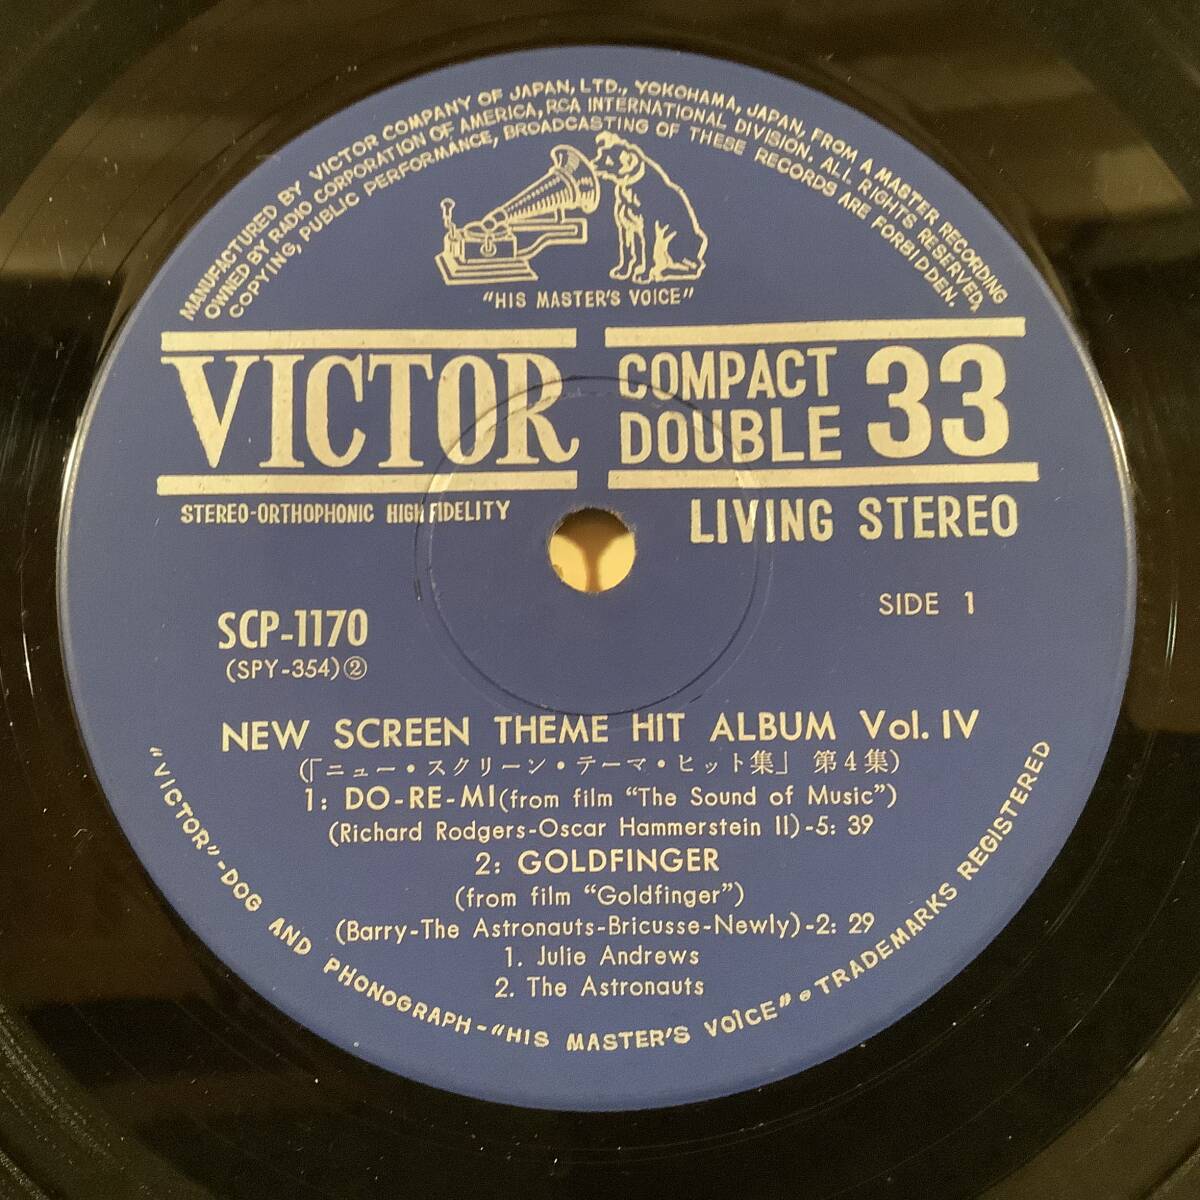 MANUFACTURED BY VICTOR COMPANY OF JAPAN, LTD., YOKOHAMA, JAPAN, FROM A MASTER RECORDING
OWNED BY RADIO CORPORATION OF AMERICA, RCA INTERNATIONAL DIVISION. ALL RIGHTS RESERVED,
COPYING, PUBLIC PERFORMANCE, BROADCASTING OF THESE RECORDS ARE FORBIDDEN.
"HIS MASTER'S VOICE"
VICTOR
COMPACT
DOUBLE 33
STEREO-ORTHOPHONIC HIGH FIDELITY
LIVING STEREO
SIDE 1
SCP-1170
(SPY-354)②
NEW SCREEN THEME HIT ALBUM Vol. IV
(「ニュー・スクリーン・テーマ・ヒット集」 第4集)
1: DO-RE-MI(from film "The Sound of Music")
(Richard Rodgers-Oscar Hammerstein II)-5: 39
2: GOLDFINGER
(from film "Goldfinger")
(Barry-The Astronauts-Bricusse-Newly)-2: 29
1. Julie Andrews
2. The Astronauts
"VICTOR"-DOG AND PHONOGRAPH-"HIS MASTER'S VOICE" ® TRADEMARKS REGISTERED